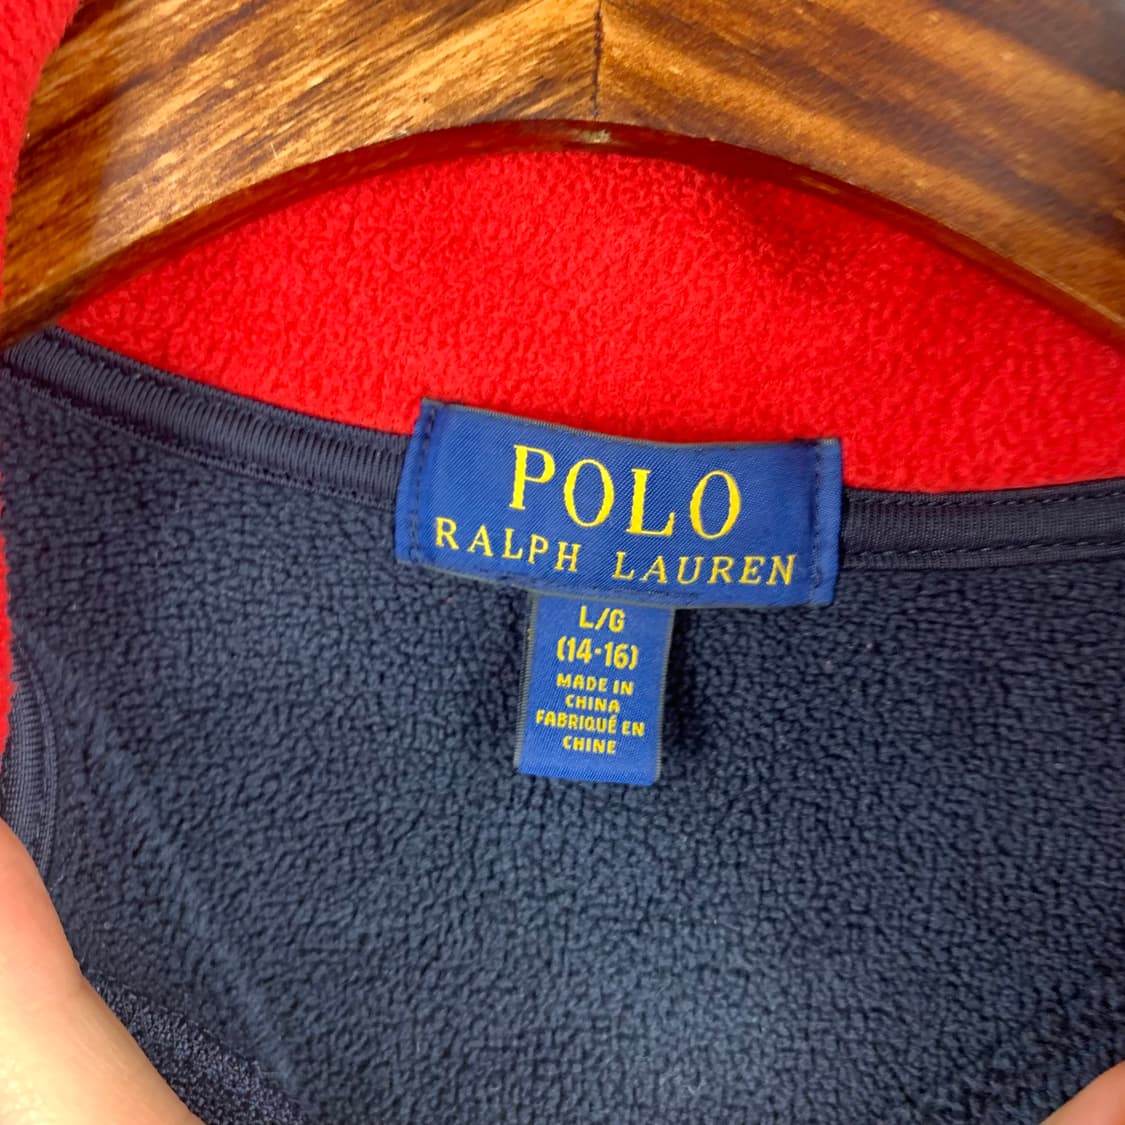 POLO
RALPH LAUREN
L/G
(14-16)
MADE IN
CHINA
FABRIQUÉ EN
CHINE